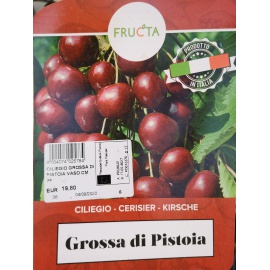 FRUCTA
PRODOTTO
IN ITALIA
CILIEGIO GROSSA DI
PISTOIA VASO CM
EUR 19,80
6
CILIEGIO - CERISIER - KIRSCHE
Grossa di Pistoia